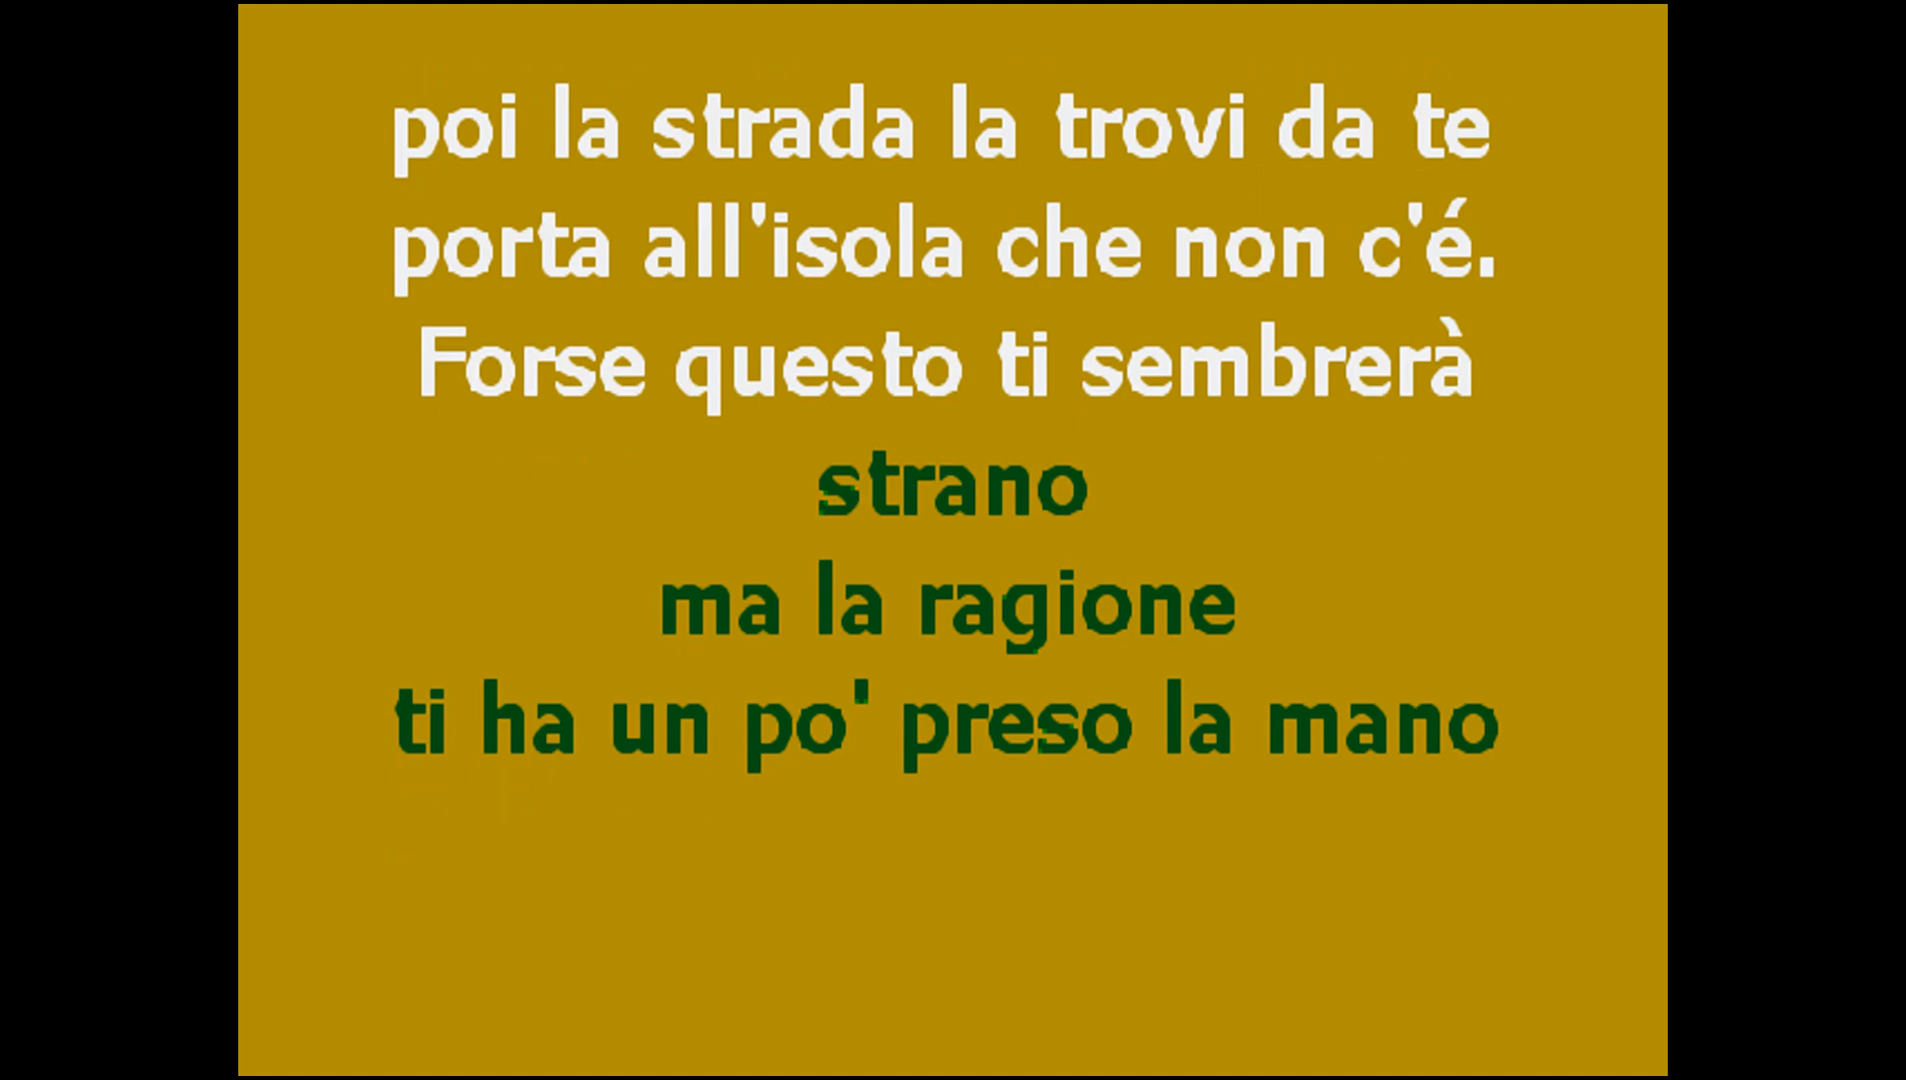 poi la strada la trovi da te
porta all'isola che non c'é.
Forse questo ti sembrerà
strano
ma la ragione
ti ha un po' preso la mano